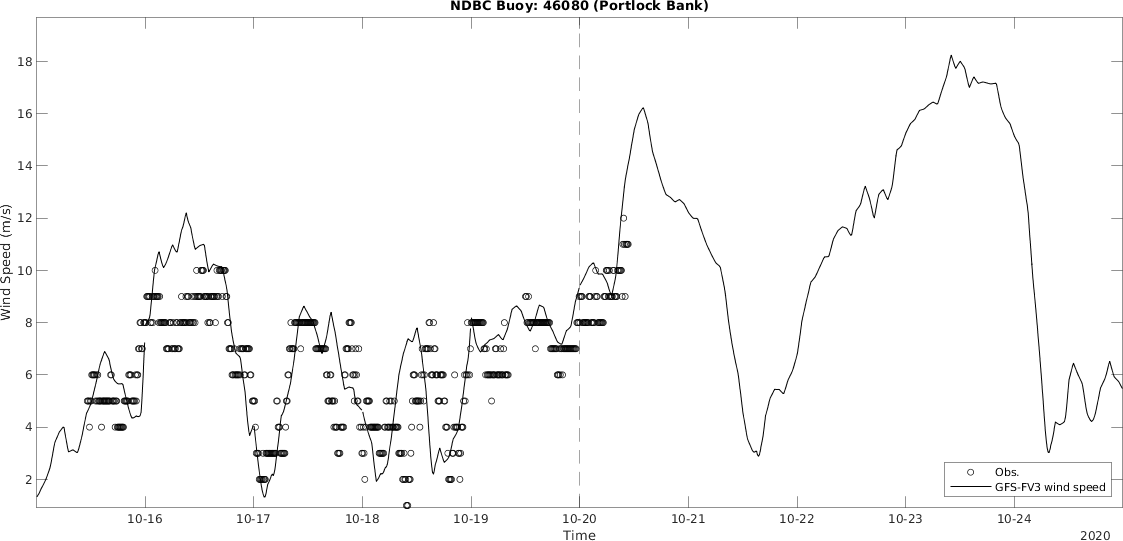 NDBC Buoy: 46080 (Portlock Bank)
18
16
14
12
10
8
6
4
2
Wind Speed (m/s)
Obs.
GFS-FV3 wind speed
10-16 10-17 10-18 10-19 10-20 10-21 10-22 10-23 10-24
Time
2020